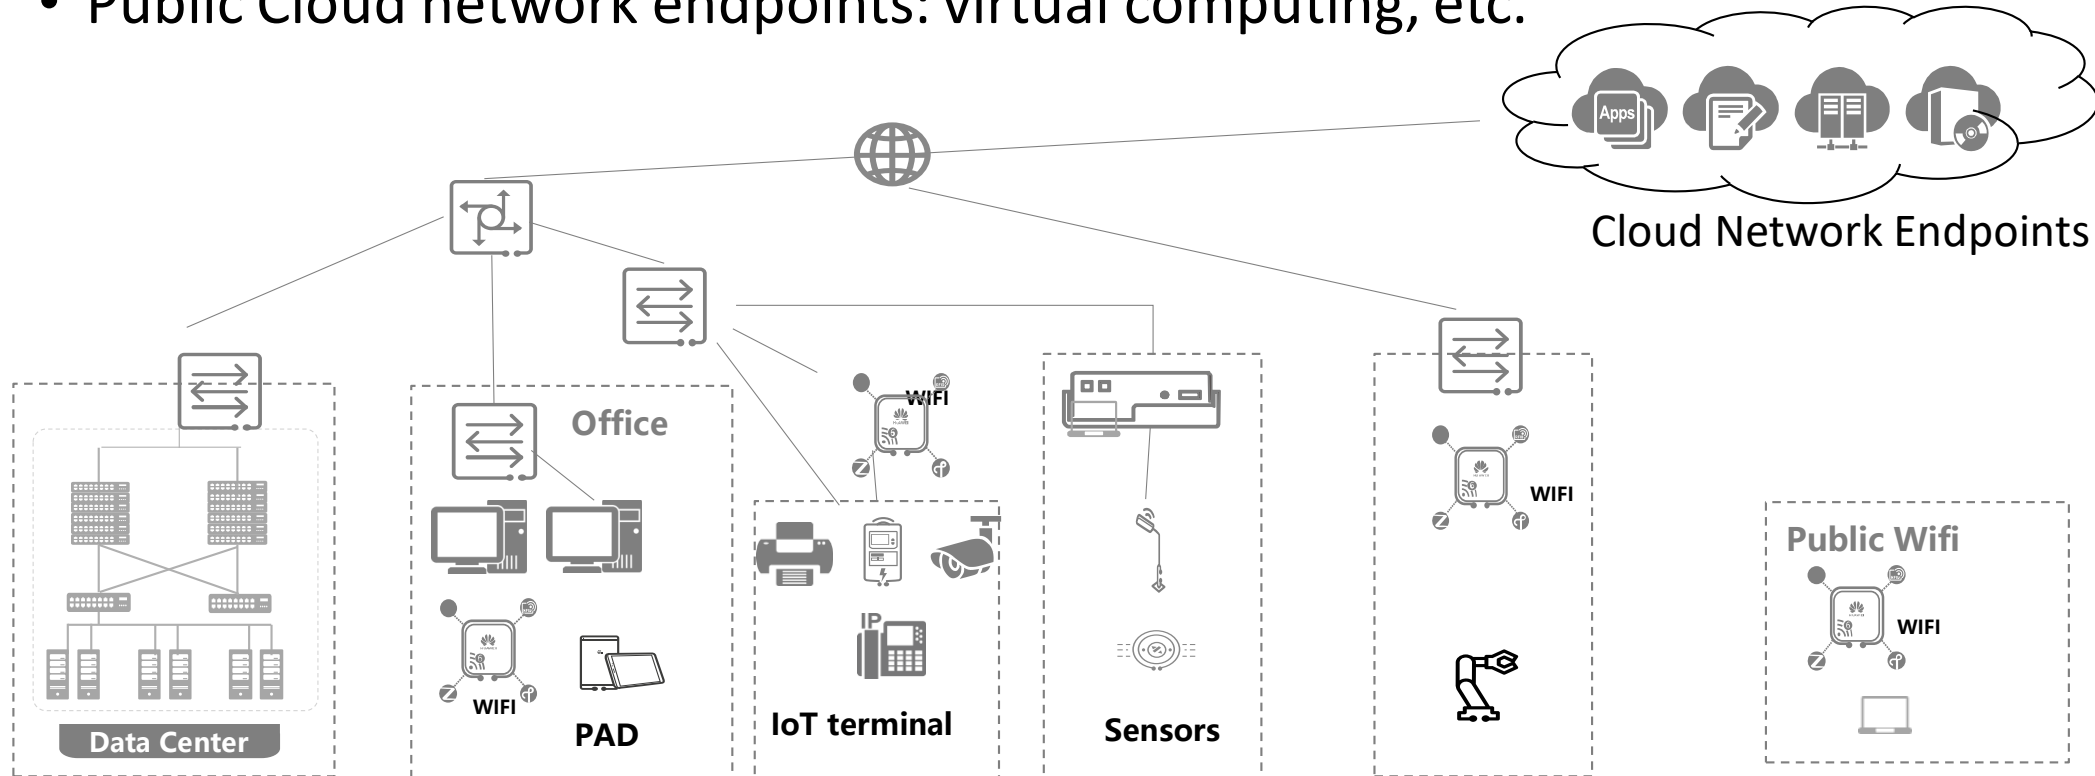 • Public Cloud network endpoints: virtual computing, etc.
Apps
Cloud Network Endpoints
WIFI
Office
WIFI
Public Wifi
IP
WIFI
WIFI
IoT terminal
Sensors
PAD
Data Center